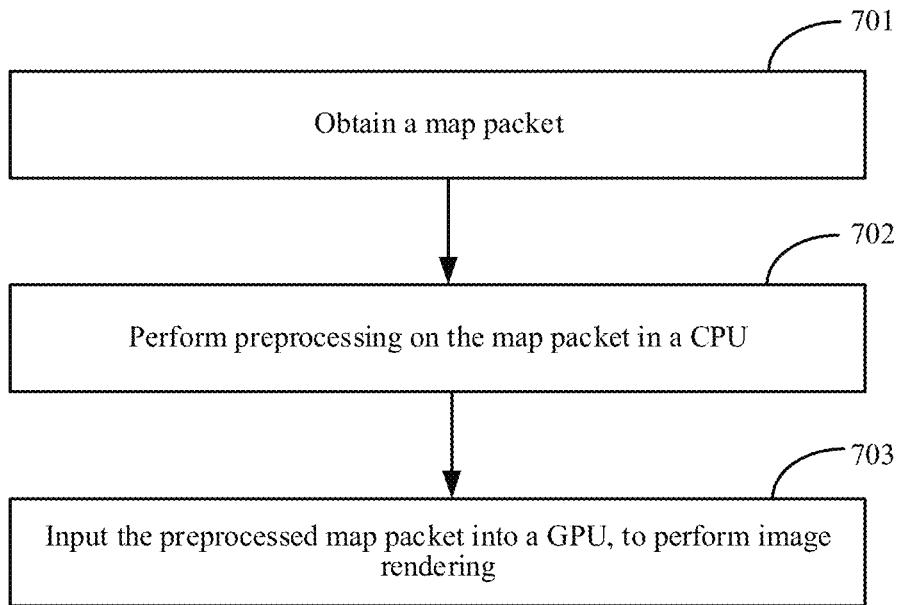 701
Obtain a map packet
702
Perform preprocessing on the map packet in a CPU
703
Input the preprocessed map packet into a GPU, to perform image
rendering